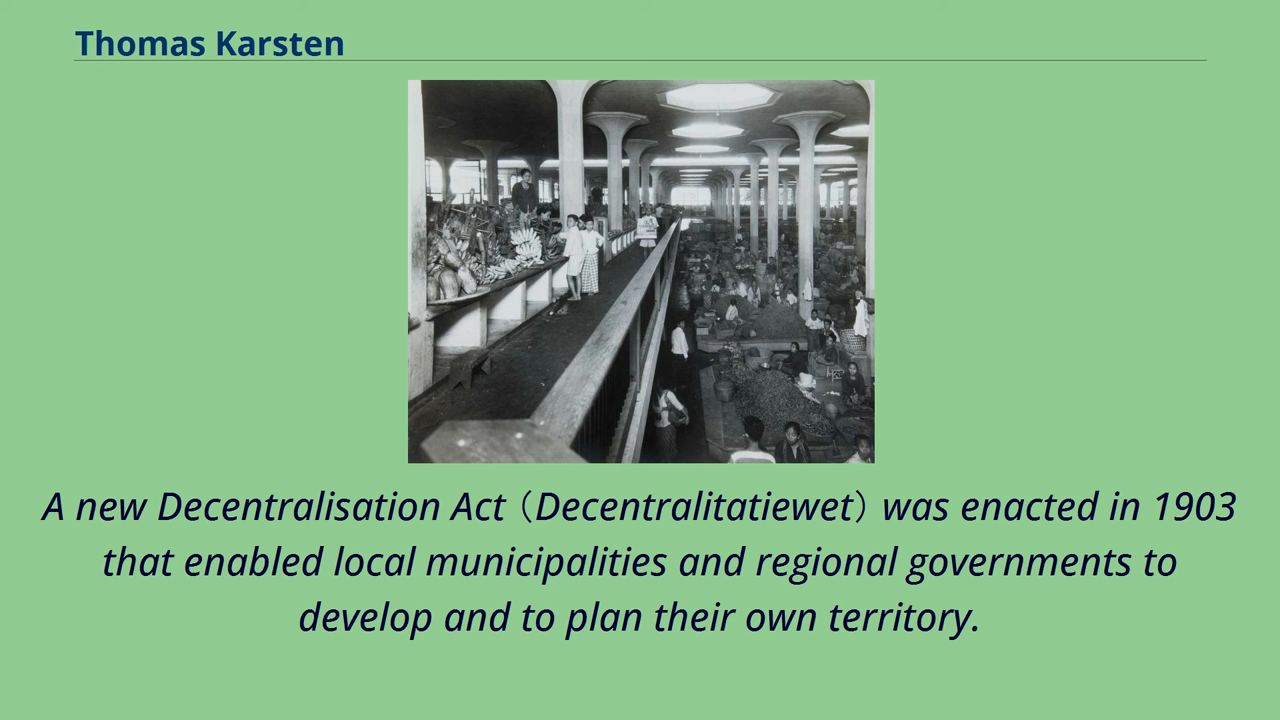 Thomas Karsten
A new Decentralisation Act（Decentralitatiewet）was enacted in 1903
that enabled local municipalities and regional governments to
develop and to plan their own territory.